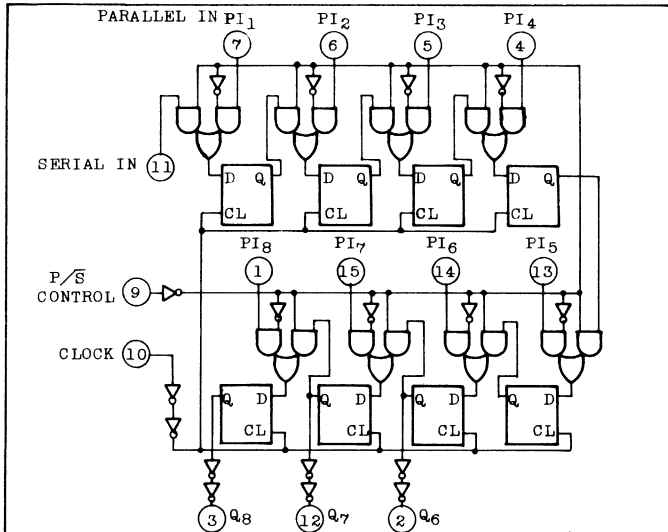 PARALLEL IN PI1 PI2 PI3 PI4
7 6 5 4
SERIAL IN 11
D Q D Q D Q D Q
CL CL CL CL
PI8 PI7 PI6 PI5
P/S̅ CONTROL 9 1 15 14 13
CLOCK 10
Q D Q D Q D Q D
CL CL CL CL
3 Q8 12 Q7 2 Q6